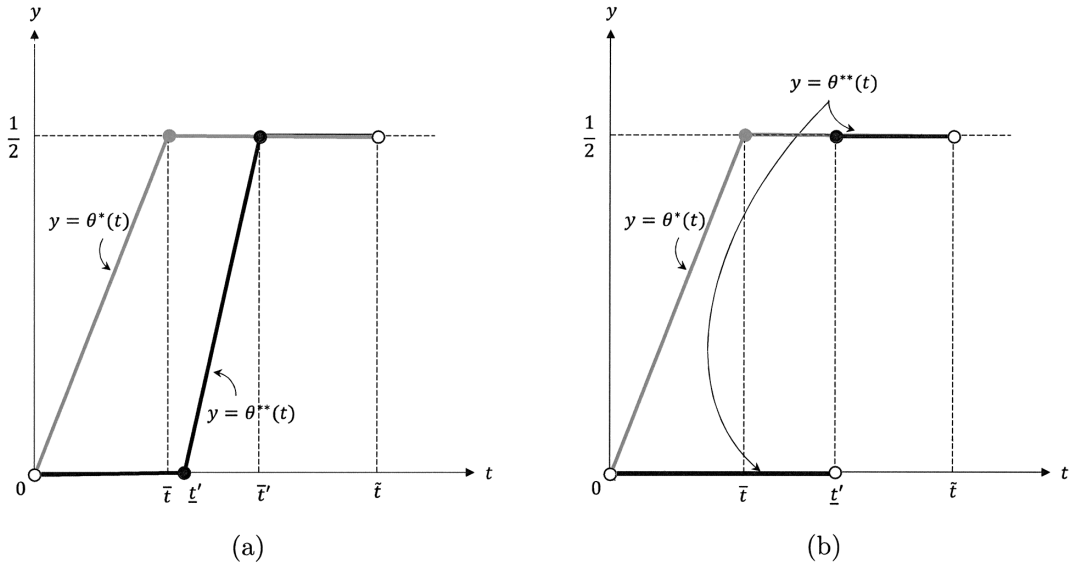 y
1/2
y = θ*(t)
y = θ**(t)
0
t̅
t̲′
t̅′
t̃
t
(a)
y
y = θ**(t)
1/2
y = θ*(t)
0
t̅
t̲′
t̃
t
(b)